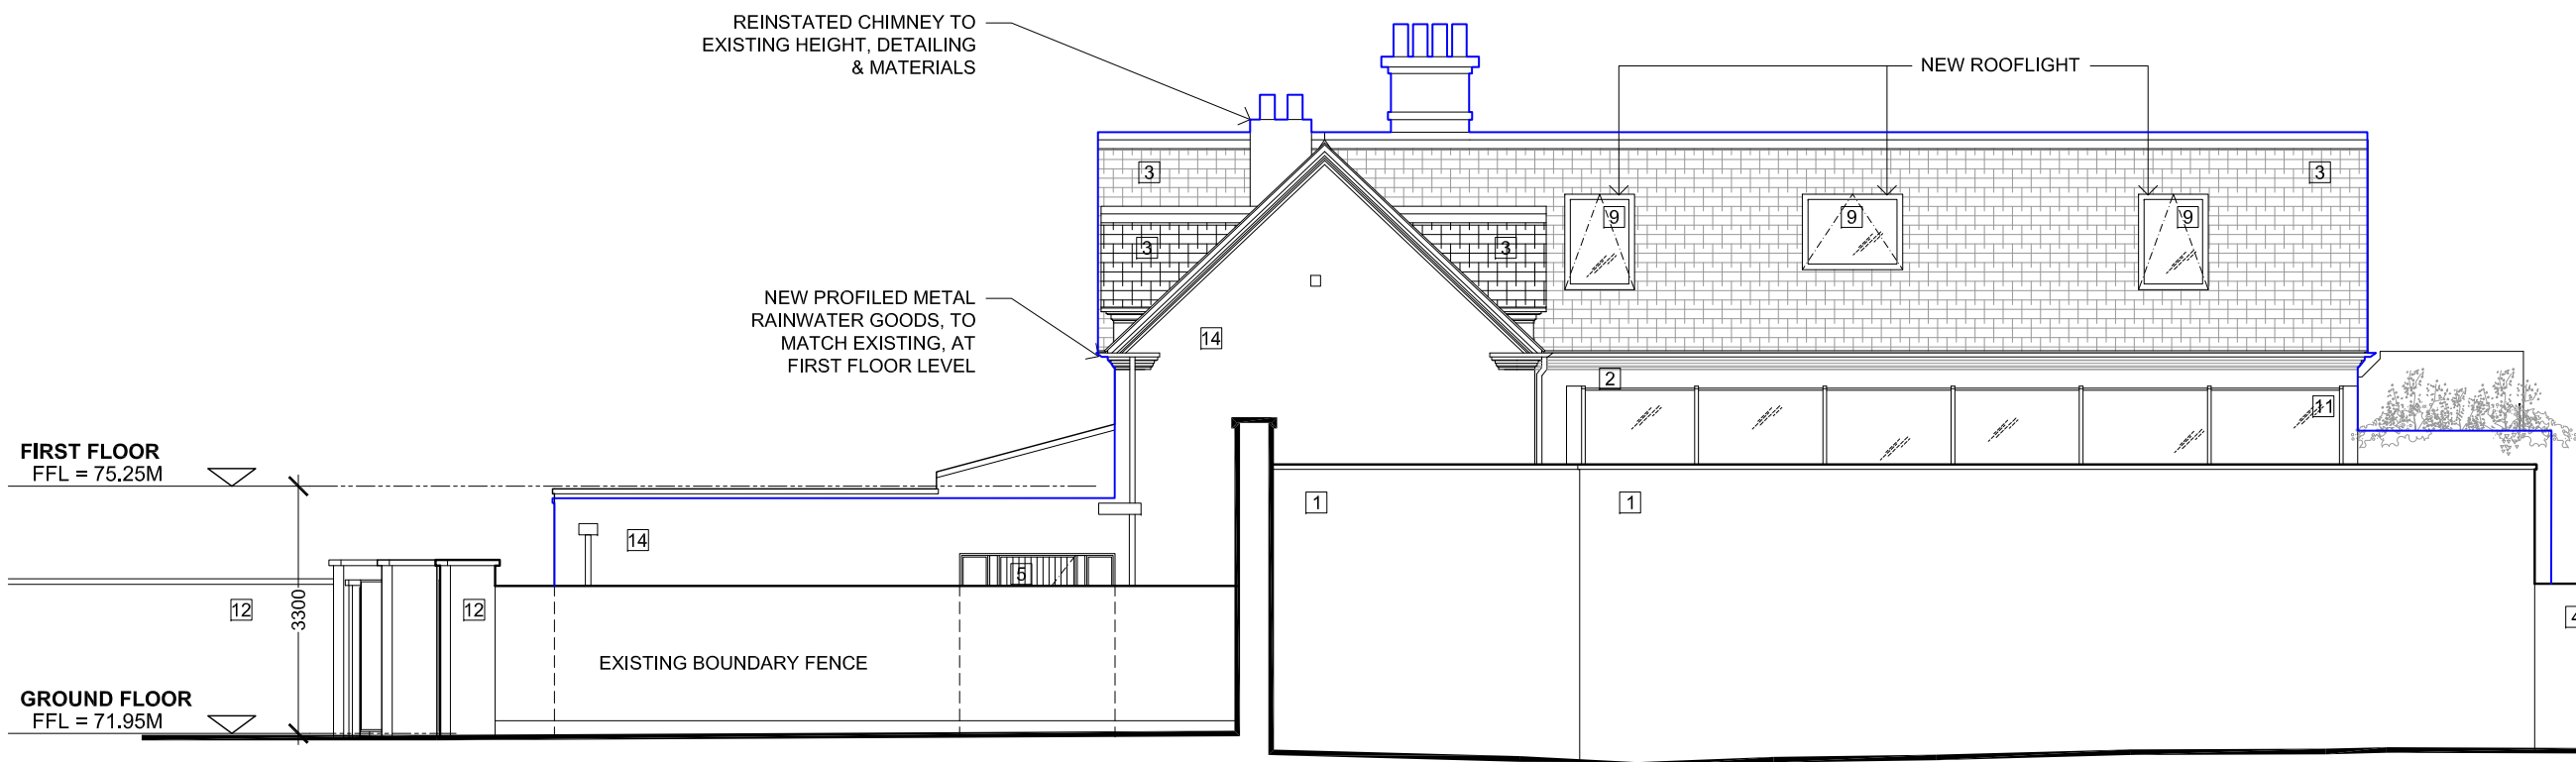 REINSTATED CHIMNEY TO
EXISTING HEIGHT, DETAILING
& MATERIALS
NEW ROOFLIGHT
3
3
9
9
9
3
3
NEW PROFILED METAL
RAINWATER GOODS, TO
MATCH EXISTING, AT
FIRST FLOOR LEVEL
14
2
11
FIRST FLOOR
FFL = 75.25M
1
1
14
5
12
12
3300
4
EXISTING BOUNDARY FENCE
GROUND FLOOR
FFL = 71.95M